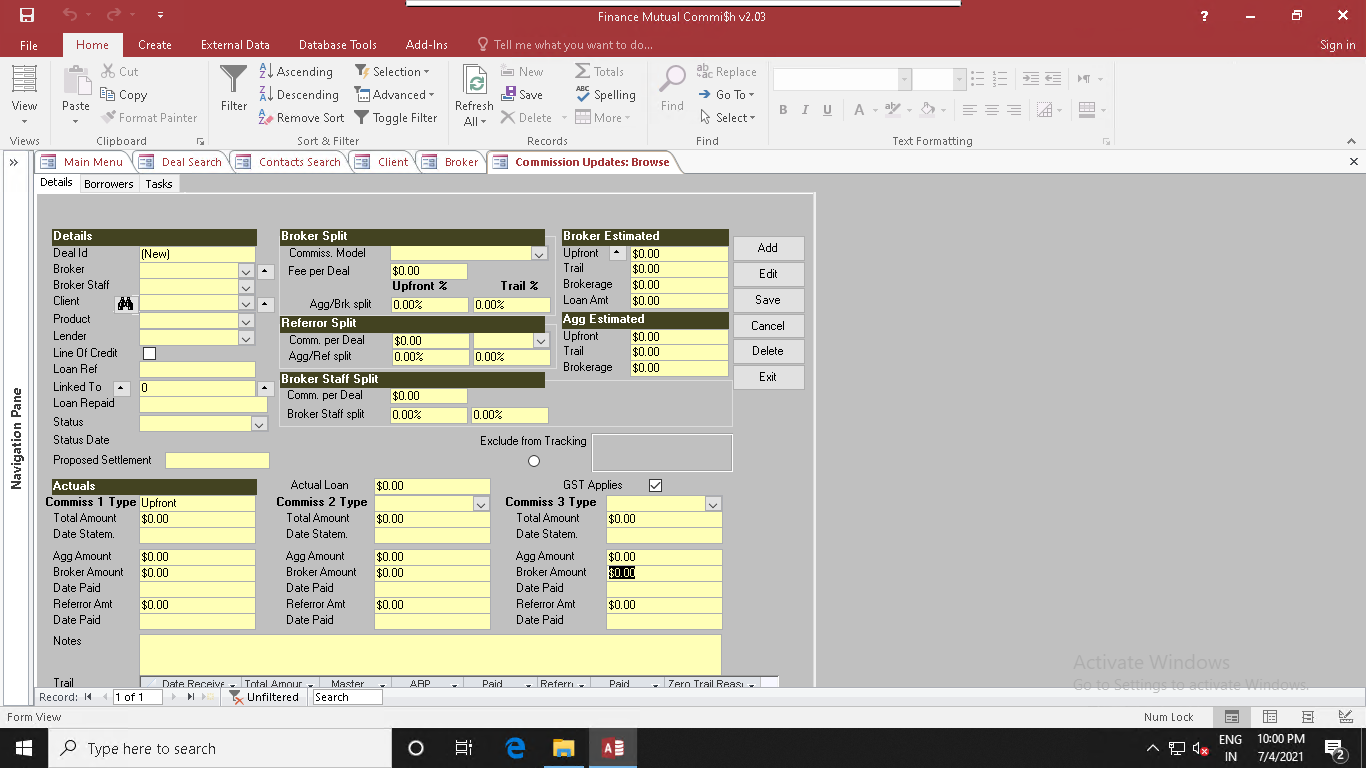 Finance Mutual Commi$h v2.03
?
File Home Create External Data Database Tools Add-Ins Tell me what you want to do... Sign in
View
Views
Paste
Cut
Copy
Format Painter
Clipboard
Filter
Ascending
Descending
Remove Sort
Selection
Advanced
Toggle Filter
Sort & Filter
Refresh All
New
Save
Delete
Totals
Spelling
More
Records
Find
Replace
Go To
Select
Find
B I U A
Text Formatting
Main Menu Deal Search Contacts Search Client Broker Commission Updates: Browse
Navigation Pane
Details Borrowers Tasks
Details
Deal Id (New)
Broker
Broker Staff
Client
Product
Lender
Line Of Credit
Loan Ref
Linked To 0
Loan Repaid
Status
Status Date
Proposed Settlement
Broker Split
Commiss. Model
Fee per Deal $0.00
Upfront % Trail %
Agg/Brk split 0.00% 0.00%
Referror Split
Comm. per Deal $0.00
Agg/Ref split 0.00% 0.00%
Broker Staff Split
Comm. per Deal $0.00
Broker Staff split 0.00% 0.00%
Exclude from Tracking
Broker Estimated
Upfront $0.00
Trail $0.00
Brokerage $0.00
Loan Amt $0.00
Agg Estimated
Upfront $0.00
Trail $0.00
Brokerage $0.00
Add
Edit
Save
Cancel
Delete
Exit
Actuals Actual Loan $0.00 GST Applies
Commiss 1 Type Upfront Commiss 2 Type Commiss 3 Type
Total Amount $0.00 Total Amount $0.00 Total Amount $0.00
Date Statem. Date Statem. Date Statem.
Agg Amount $0.00 Agg Amount $0.00 Agg Amount $0.00
Broker Amount $0.00 Broker Amount $0.00 Broker Amount $0.00
Date Paid Date Paid Date Paid
Referror Amt $0.00 Referror Amt $0.00 Referror Amt $0.00
Date Paid Date Paid Date Paid
Notes
Trail Date Receive Total Amour Master ABP Paid Referr Paid Zero Trail Reas
Activate Windows
Go to Settings to activate Windows.
Record: 1 of 1 Unfiltered Search
Form View Num Lock
Type here to search
ENG
IN
10:00 PM
7/4/2021
2